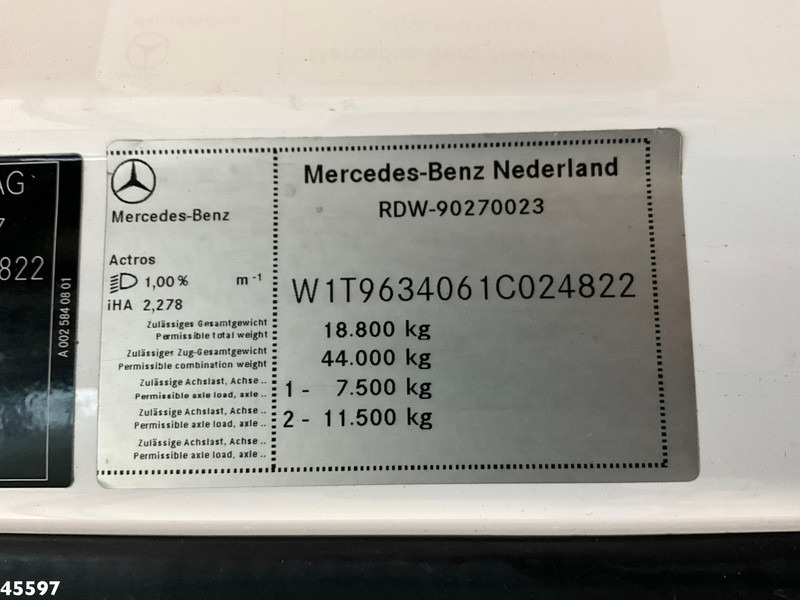 AG
7
822
A 002 584 08 01
Mercedes-Benz
Actros
1,00 % m -1
iHA 2,278
Mercedes-Benz Nederland
RDW-90270023
W1T9634061C024822
Zulässiges Gesamtgewicht
Permissible total weight 18.800 kg
Zulässiges Zug-Gesamtgewicht
Permissible combination weight 44.000 kg
Zulässige Achslast, Achse ..
Permissible axle load, axle .. 1 - 7.500 kg
Zulässige Achslast, Achse ..
Permissible axle load, axle .. 2 - 11.500 kg
Zulässige Achslast, Achse ..
Permissible axle load, axle ..
45597